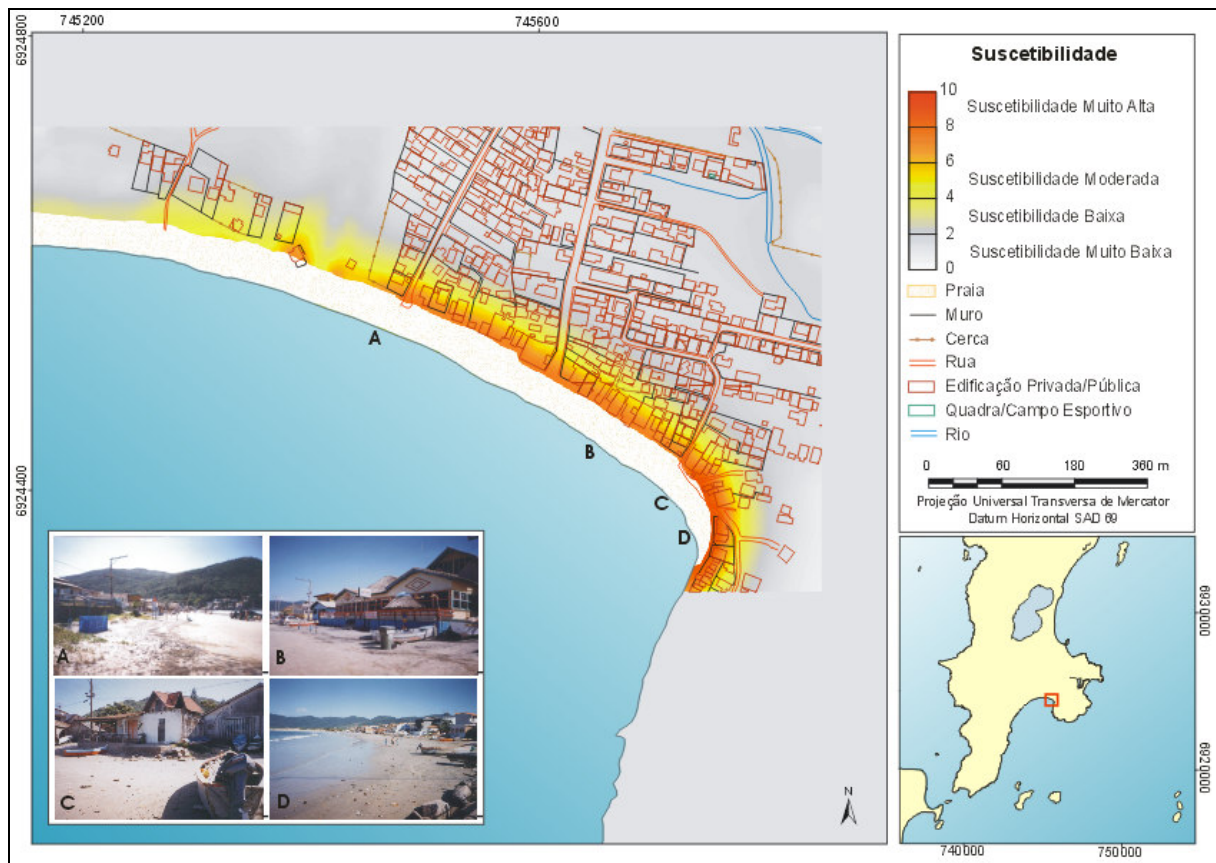 745200
745600
6924800
6924400
A
B
C
D
A
B
C
D
N
Suscetibilidade
10
Suscetibilidade Muito Alta
8
6
Suscetibilidade Moderada
4
Suscetibilidade Baixa
2
Suscetibilidade Muito Baixa
0
Praia
Muro
Cerca
Rua
Edificação Privada/Pública
Quadra/Campo Esportivo
Rio
0 60 180 360 m
Projeção Universal Transversa de Mercator
Datum Horizontal SAD 69
6930000
6920000
740000
750000